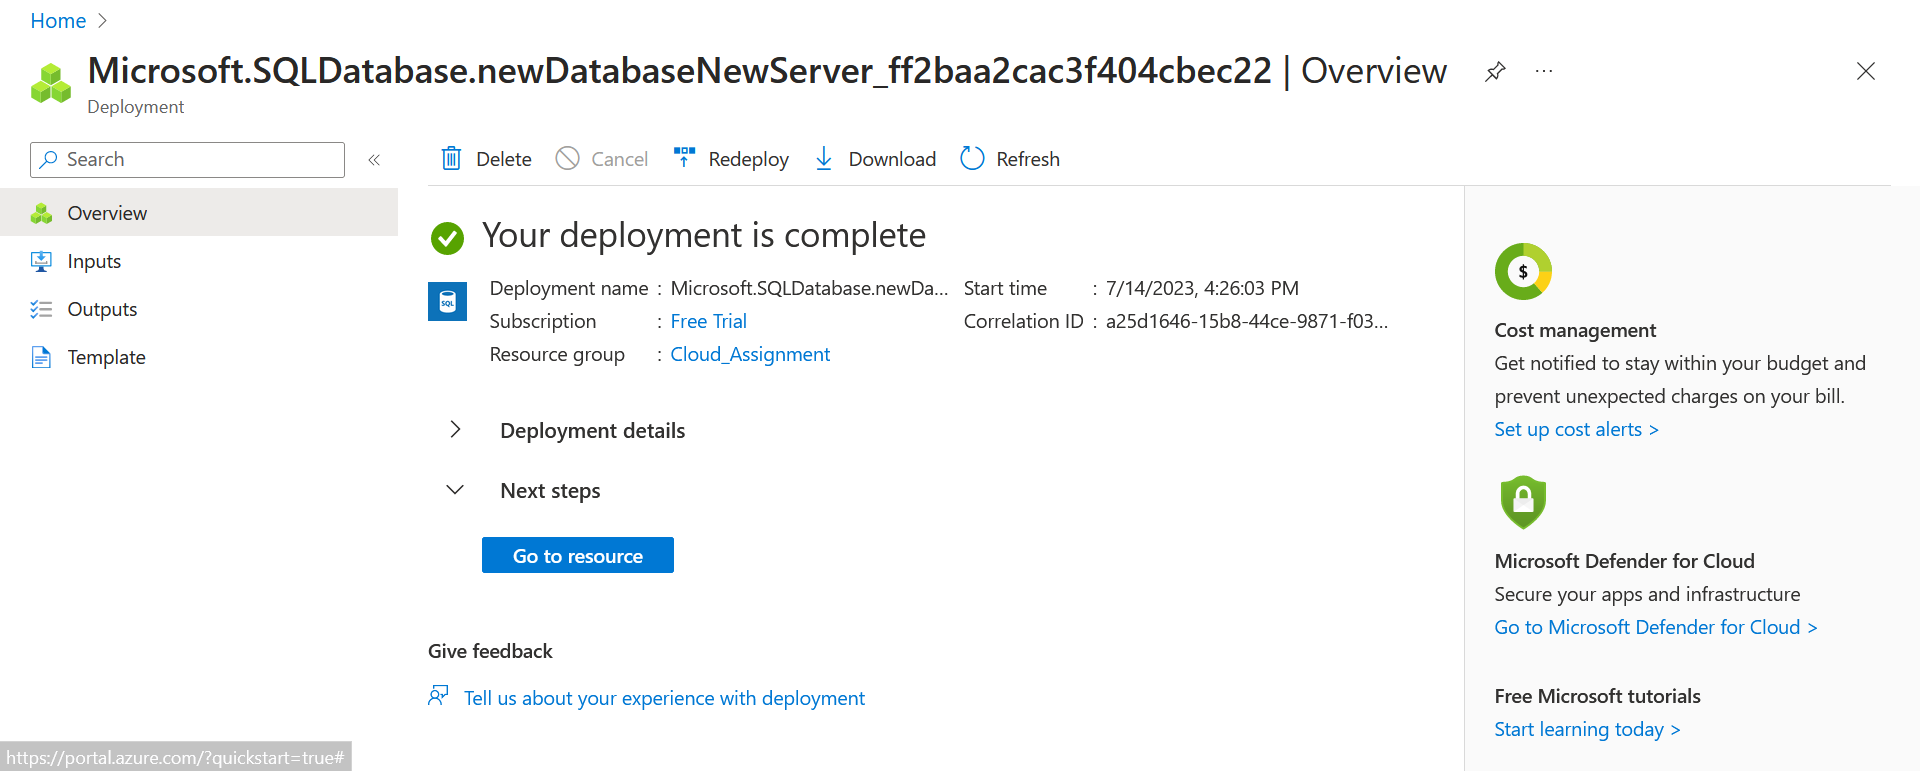 Home
Microsoft.SQLDatabase.newDatabaseNewServer_ff2baa2cac3f404cbec22 | Overview
Deployment
Search
Overview
Inputs
Outputs
Template
Delete Cancel Redeploy Download Refresh
Your deployment is complete
Deployment name : Microsoft.SQLDatabase.newDa... Start time : 7/14/2023, 4:26:03 PM
Subscription : Free Trial Correlation ID : a25d1646-15b8-44ce-9871-f03...
Resource group : Cloud_Assignment
SQL
Deployment details
Next steps
Go to resource
Give feedback
Tell us about your experience with deployment
$
Cost management
Get notified to stay within your budget and
prevent unexpected charges on your bill.
Set up cost alerts >
Microsoft Defender for Cloud
Secure your apps and infrastructure
Go to Microsoft Defender for Cloud >
Free Microsoft tutorials
Start learning today >
https://portal.azure.com/?quickstart=true#